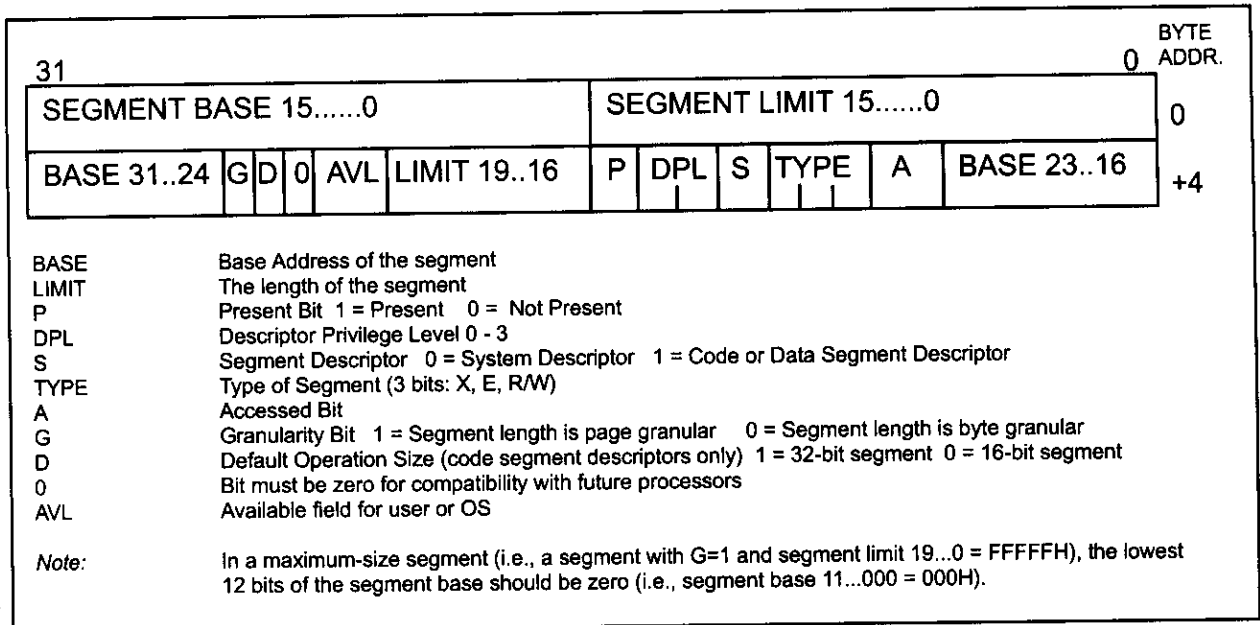 BYTE
31 0 ADDR.
SEGMENT BASE 15......0 SEGMENT LIMIT 15......0 0
BASE 31..24 G D 0 AVL LIMIT 19..16 P DPL S TYPE A BASE 23..16 +4
BASE Base Address of the segment
LIMIT The length of the segment
P Present Bit 1 = Present 0 = Not Present
DPL Descriptor Privilege Level 0 - 3
S Segment Descriptor 0 = System Descriptor 1 = Code or Data Segment Descriptor
TYPE Type of Segment (3 bits: X, E, R/W)
A Accessed Bit
G Granularity Bit 1 = Segment length is page granular 0 = Segment length is byte granular
D Default Operation Size (code segment descriptors only) 1 = 32-bit segment 0 = 16-bit segment
0 Bit must be zero for compatibility with future processors
AVL Available field for user or OS
Note: In a maximum-size segment (i.e., a segment with G=1 and segment limit 19...0 = FFFFFH), the lowest
12 bits of the segment base should be zero (i.e., segment base 11...000 = 000H).